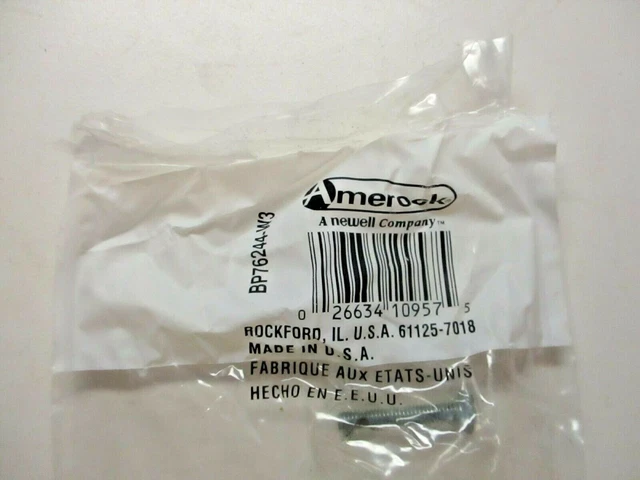 Amerock
A newell Company™
BP76244-W3
0 26634 10957 5
ROCKFORD, IL. U.S.A. 61125-7018
MADE IN U.S.A.
FABRIQUE AUX ETATS-UNIS
HECHO EN E.E.U.U.